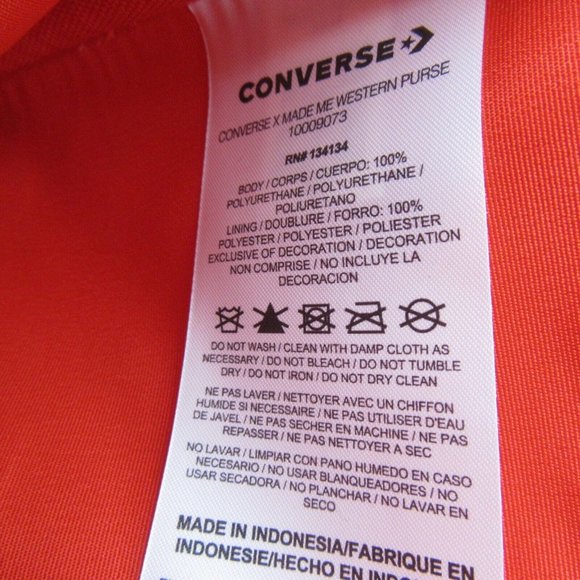 CONVERSE
CONVERSE X MADE ME WESTERN PURSE
10009073
RN# 134134
BODY / CORPS / CUERPO: 100%
POLYURETHANE / POLYURETHANE /
POLIURETANO
LINING / DOUBLURE / FORRO: 100%
POLYESTER / POLYESTER / POLIESTER
EXCLUSIVE OF DECORATION / DECORATION
NON COMPRISE / NO INCLUYE LA
DECORACION
DO NOT WASH / CLEAN WITH DAMP CLOTH AS
NECESSARY / DO NOT BLEACH / DO NOT TUMBLE
DRY / DO NOT IRON / DO NOT DRY CLEAN
NE PAS LAVER / NETTOYER AVEC UN CHIFFON
HUMIDE SI NECESSAIRE / NE PAS UTILISER D'EAU
DE JAVEL / NE PAS SECHER EN MACHINE / NE PAS
REPASSER / NE PAS NETTOYER A SEC
NO LAVAR / LIMPIAR CON PANO HUMEDO EN CASO
NECESARIO / NO USAR BLANQUEADORES / NO
USAR SECADORA / NO PLANCHAR / NO LAVAR EN
SECO
MADE IN INDONESIA/FABRIQUE EN
INDONESIE/HECHO EN INDON